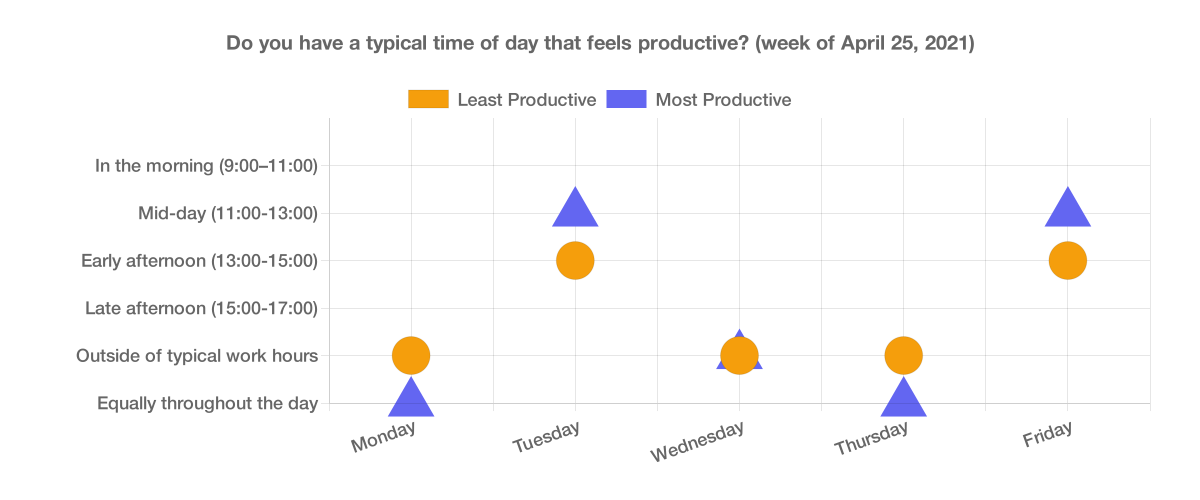 Do you have a typical time of day that feels productive? (week of April 25, 2021)
Least Productive Most Productive
In the morning (9:00–11:00)
Mid-day (11:00-13:00)
Early afternoon (13:00-15:00)
Late afternoon (15:00-17:00)
Outside of typical work hours
Equally throughout the day
Monday Tuesday Wednesday Thursday Friday